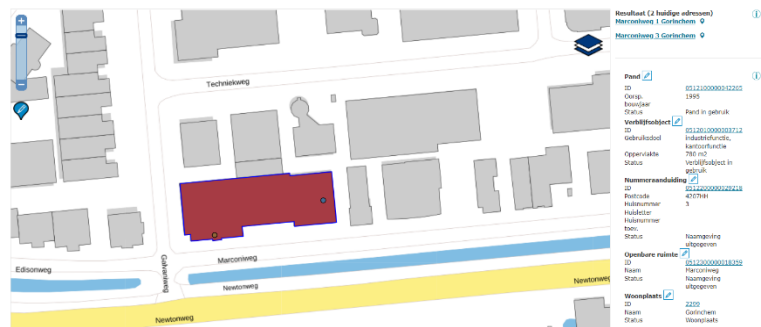 Techniekweg
Marconiweg
Edisonweg
Galvaniweg
Newtonweg
Newtonweg
Newtonweg
Newtonweg
Resultaat (2 huidige adressen)
Marconiweg 1 Gorinchem
Marconiweg 3 Gorinchem
Pand
ID
Oorsp. 1995
bouwjaar
Status Pand in gebruik
Verblijfsobject
ID 0512010000003712
Gebruiksdoel industriefunctie,
kantoorfunctie
Oppervlakte 780 m2
Status Verblijfsobject in
gebruik
Nummeraanduiding
ID
Postcode 4207HH
Huisnummer 3
Huisletter
Huisnummer
toev.
Status Naamgeving
uitgegeven
Openbare ruimte
ID
Naam Marconiweg
Status Naamgeving
uitgegeven
Woonplaats
ID 2299
Naam Gorinchem
Status Woonplaats